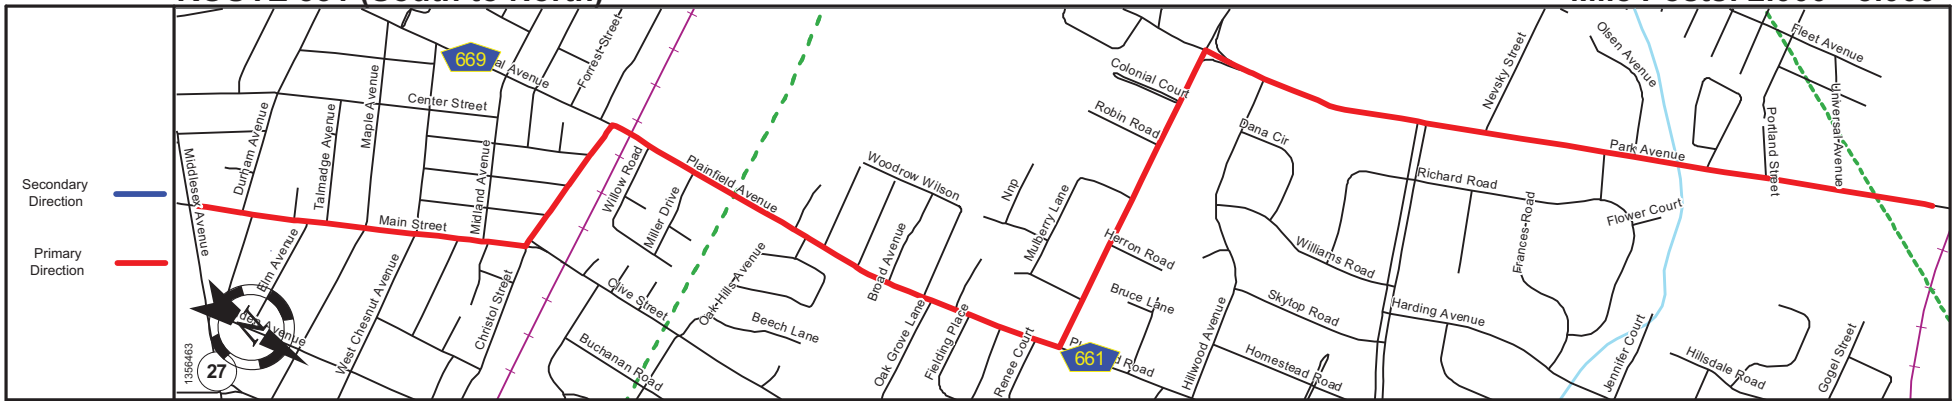 Secondary
Direction
Primary
Direction
669
Forrest Street
Center Street
Maple Avenue
Talmadge Avenue
Durham Avenue
Middlesex Avenue
Midland Avenue
Main Street
Elm Avenue
West Chesnut Avenue
Christol Street
1356463
27
Willow Road
Miller Drive
Plainfield Avenue
Clive Street
Buchanan Road
Oak Hills Avenue
Beech Lane
Woodrow Wilson
Broad Avenue
Oak Grove Lane
Fielding Place
Renee Court
Nnp
Mulberry Lane
661
Road
Colonial Court
Robin Road
Herron Road
Bruce Lane
Hillwood Avenue
Dana Cir
Williams Road
Skytop Road
Homestead Road
Harding Avenue
Richard Road
Frances Road
Flower Court
Jennifer Court
Nevsky Street
Olsen Avenue
Park Avenue
Portland Street
Universal Avenue
Fleet Avenue
Hillsdale Road
Gogel Street